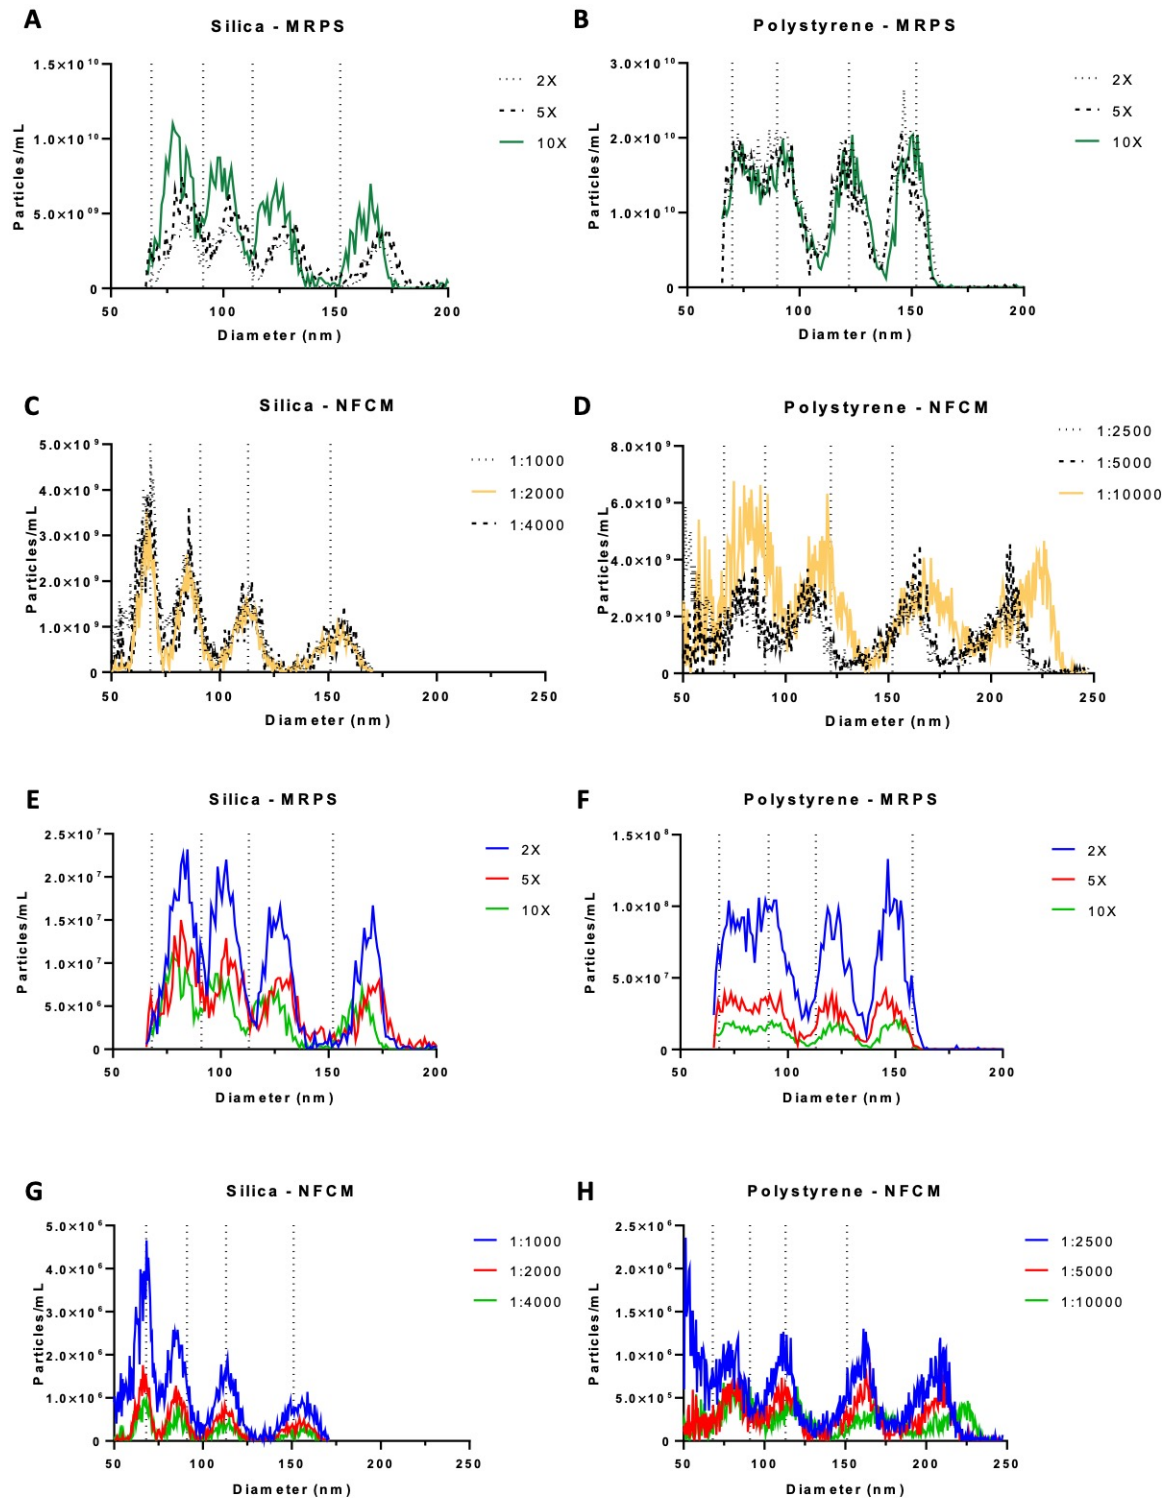 A
Silica - MRPS
1.5×10¹⁰
1.0×10¹⁰
5.0×10⁰⁹
0
50 100 150 200
Particles/mL
Diameter (nm)
2X
5X
10X
B
Polystyrene - MRPS
3.0×10¹⁰
2.0×10¹⁰
1.0×10¹⁰
0
50 100 150 200
Particles/mL
Diameter (nm)
2X
5X
10X
C
Silica - NFCM
5.0×10⁹
4.0×10⁹
3.0×10⁹
2.0×10⁹
1.0×10⁹
0
50 100 150 200 250
Particles/mL
Diameter (nm)
1:1000
1:2000
1:4000
D
Polystyrene - NFCM
8.0×10⁹
6.0×10⁹
4.0×10⁹
2.0×10⁹
0
50 100 150 200 250
Particles/mL
Diameter (nm)
1:2500
1:5000
1:10000
E
Silica - MRPS
2.5×10⁷
2.0×10⁷
1.5×10⁷
1.0×10⁷
5.0×10⁶
0
50 100 150 200
Particles/mL
Diameter (nm)
2X
5X
10X
F
Polystyrene - MRPS
1.5×10⁸
1.0×10⁸
5.0×10⁷
0
50 100 150 200
Particles/mL
Diameter (nm)
2X
5X
10X
G
Silica - NFCM
5.0×10⁶
4.0×10⁶
3.0×10⁶
2.0×10⁶
1.0×10⁶
0
50 100 150 200 250
Particles/mL
Diameter (nm)
1:1000
1:2000
1:4000
H
Polystyrene - NFCM
2.5×10⁶
2.0×10⁶
1.5×10⁶
1.0×10⁶
5.0×10⁵
0
50 100 150 200 250
Particles/mL
Diameter (nm)
1:2500
1:5000
1:10000